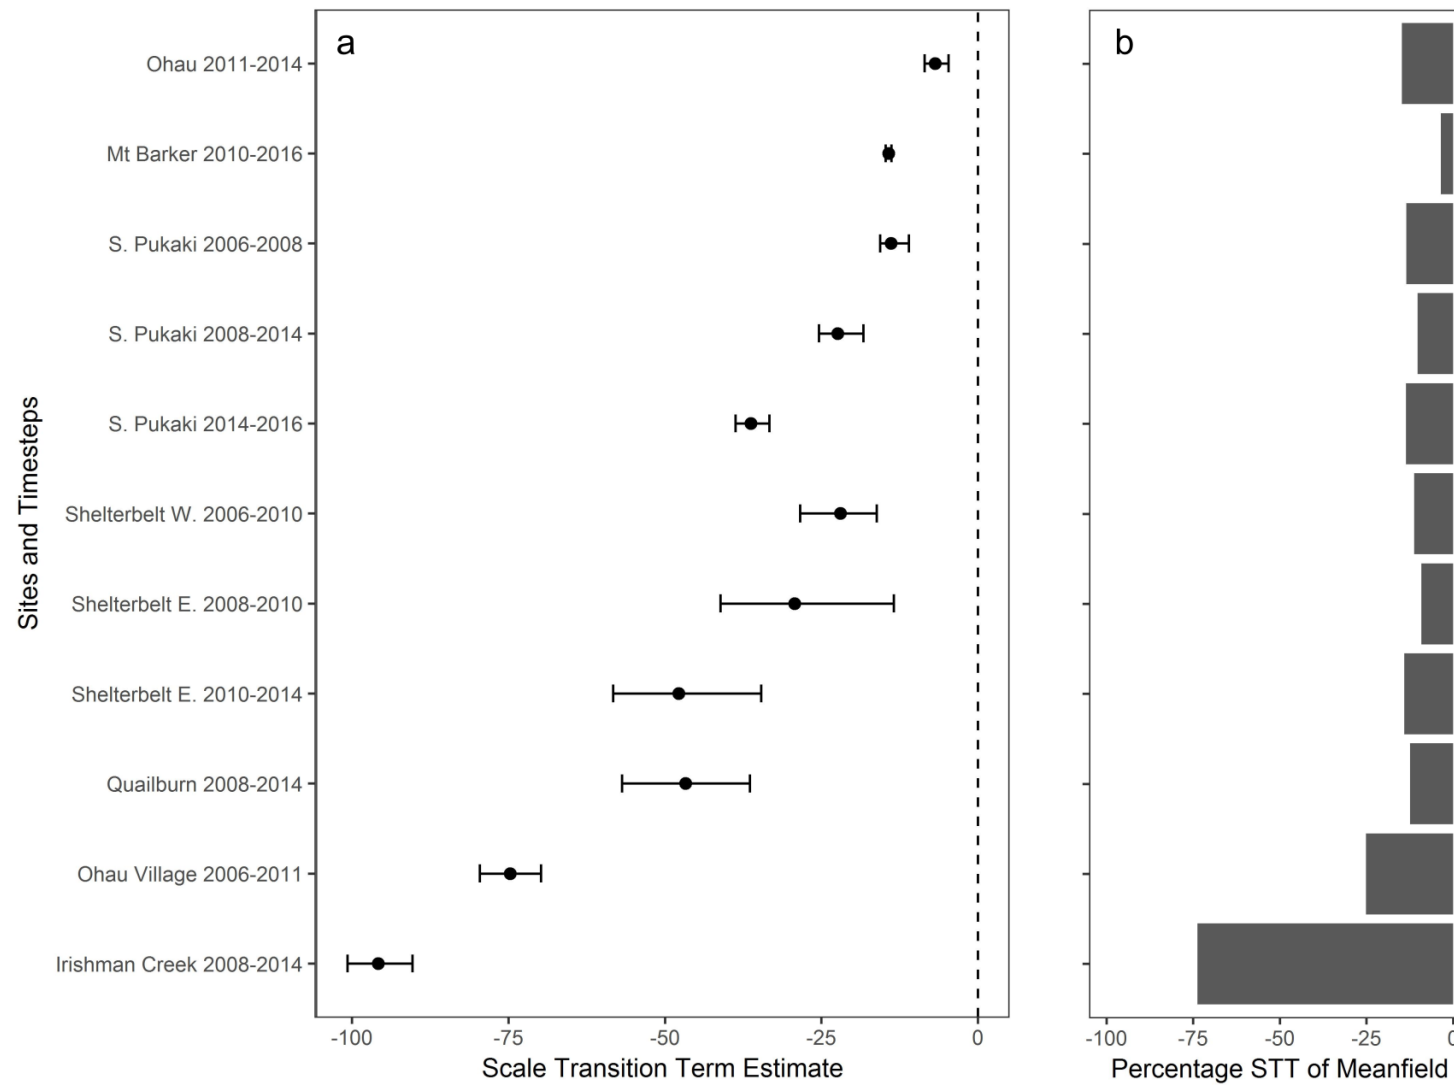 a
b
Ohau 2011-2014
Mt Barker 2010-2016
S. Pukaki 2006-2008
S. Pukaki 2008-2014
S. Pukaki 2014-2016
Shelterbelt W. 2006-2010
Shelterbelt E. 2008-2010
Shelterbelt E. 2010-2014
Quailburn 2008-2014
Ohau Village 2006-2011
Irishman Creek 2008-2014
Sites and Timesteps
-100 -75 -50 -25 0
Scale Transition Term Estimate
-100 -75 -50 -25 0
Percentage STT of Meanfield